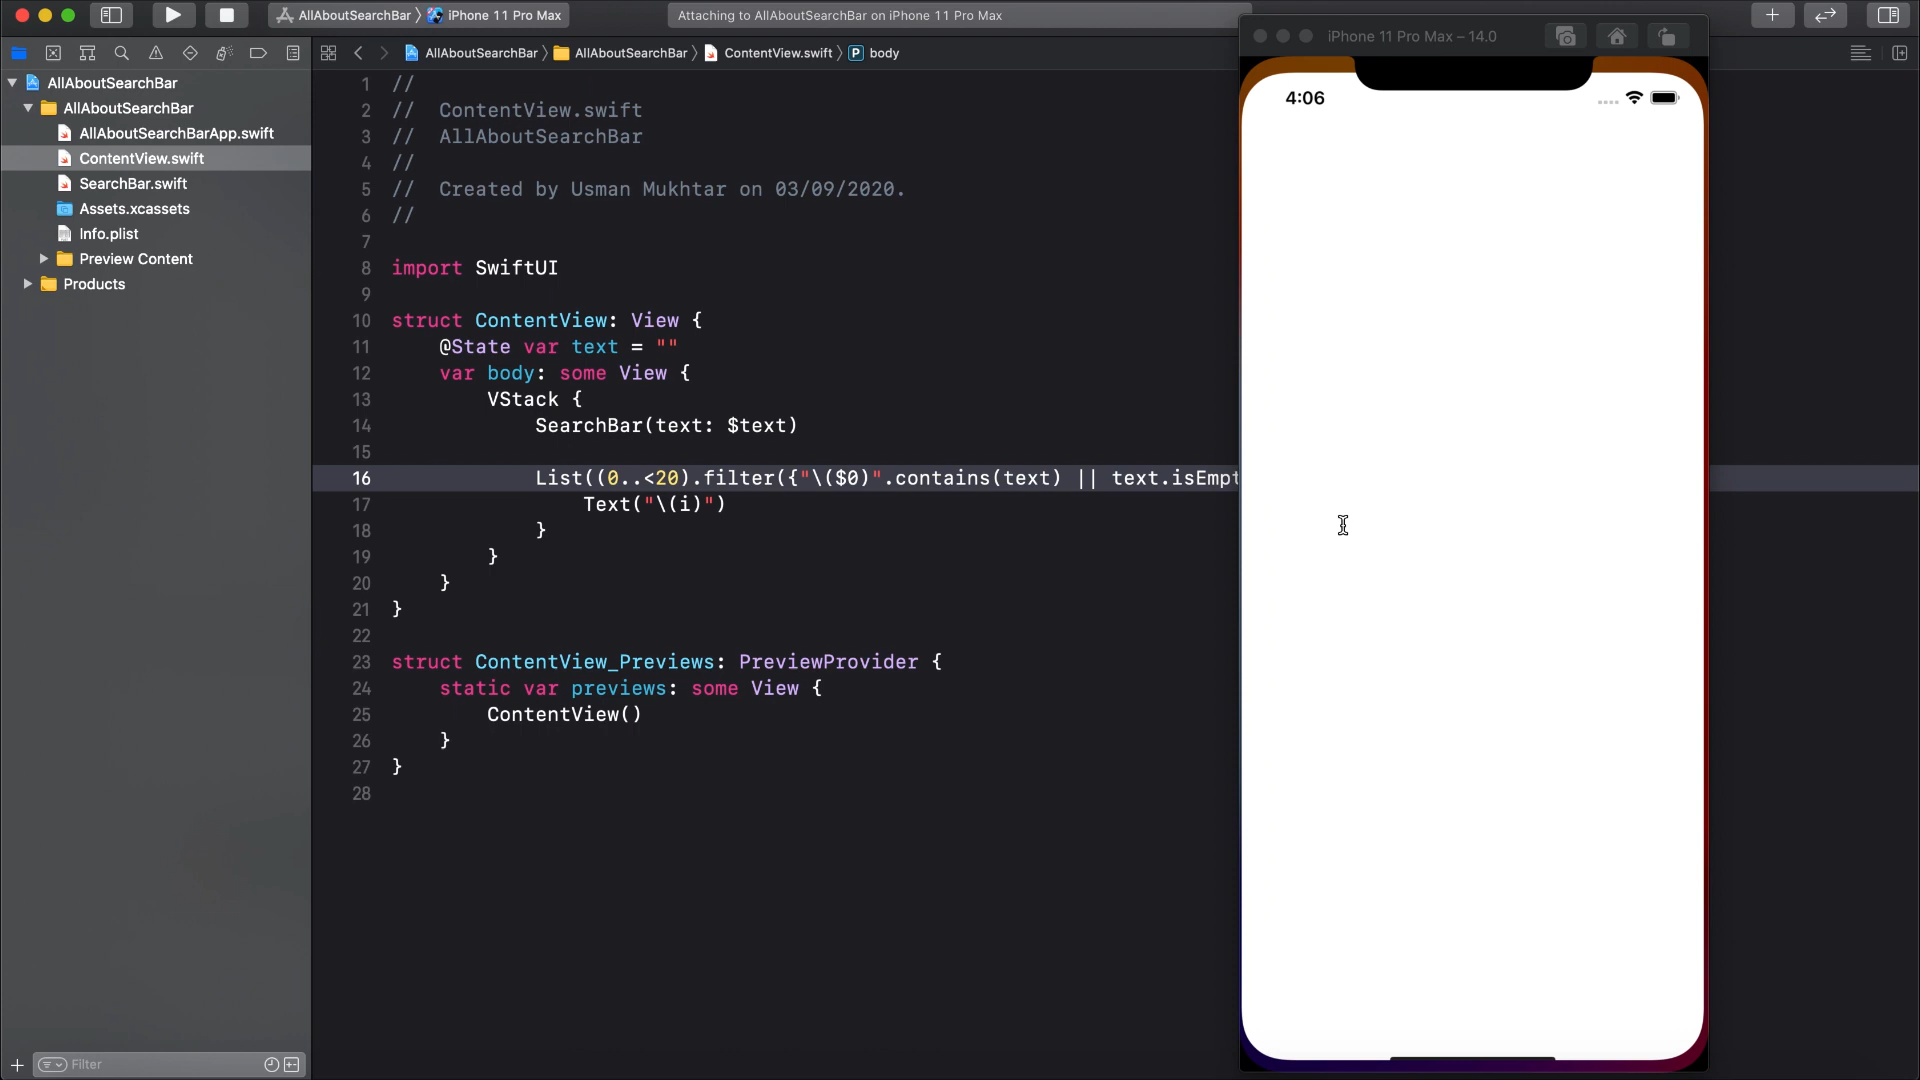 AllAboutSearchBar 〉 iPhone 11 Pro Max
Attaching to AllAboutSearchBar on iPhone 11 Pro Max
AllAboutSearchBar 〉 AllAboutSearchBar 〉 ContentView.swift 〉 P body
AllAboutSearchBar
AllAboutSearchBar
AllAboutSearchBarApp.swift
ContentView.swift
SearchBar.swift
Assets.xcassets
Info.plist
Preview Content
Products
Filter
1 //
2 //  ContentView.swift
3 //  AllAboutSearchBar
4 //
5 //  Created by Usman Mukhtar on 03/09/2020.
6 //
7
8 import SwiftUI
9
10 struct ContentView: View {
11     @State var text = ""
12     var body: some View {
13         VStack {
14             SearchBar(text: $text)
15
16             List((0..<20).filter({"\($0)".contains(text) || text.isEmpt
17                 Text("\(i)")
18             }
19         }
20     }
21 }
22
23 struct ContentView_Previews: PreviewProvider {
24     static var previews: some View {
25         ContentView()
26     }
27 }
28
iPhone 11 Pro Max – 14.0
4:06